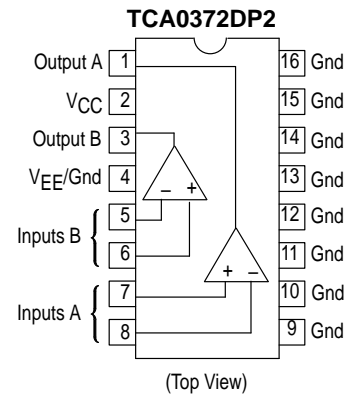 TCA0372DP2
Output A 1 16 Gnd
VCC 2 15 Gnd
Output B 3 14 Gnd
VEE/Gnd 4 13 Gnd
Inputs B
5 12 Gnd
6 11 Gnd
– +
Inputs A
7 10 Gnd
8 9 Gnd
+ –
(Top View)